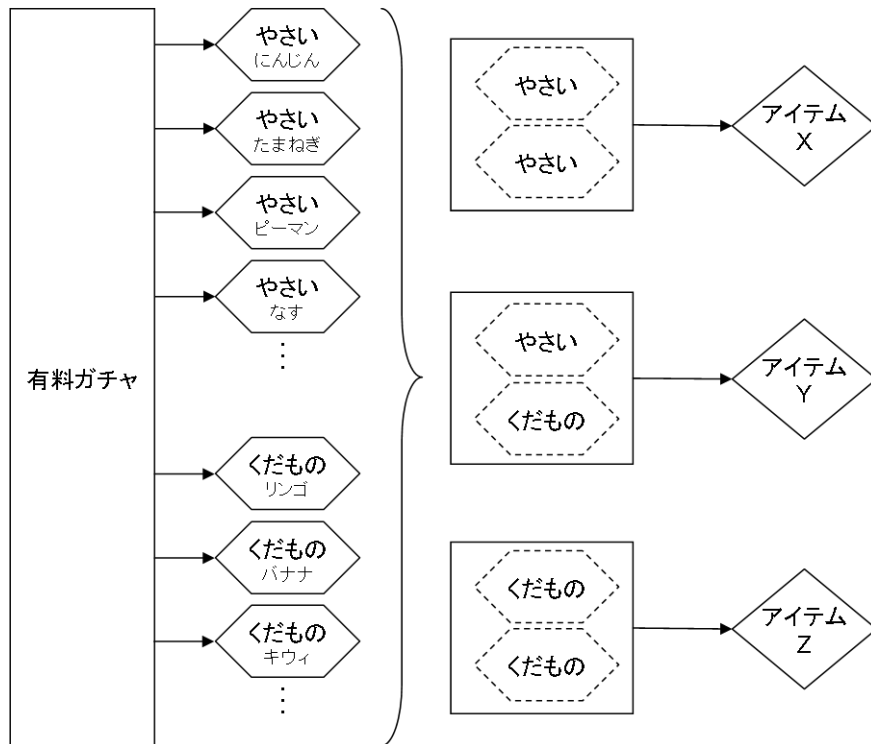 有料ガチャ
やさい
にんじん
やさい
たまねぎ
やさい
ピーマン
やさい
なす
⋮
くだもの
リンゴ
くだもの
バナナ
くだもの
キウィ
⋮
やさい
やさい
アイテム
X
やさい
くだもの
アイテム
Y
くだもの
くだもの
アイテム
Z